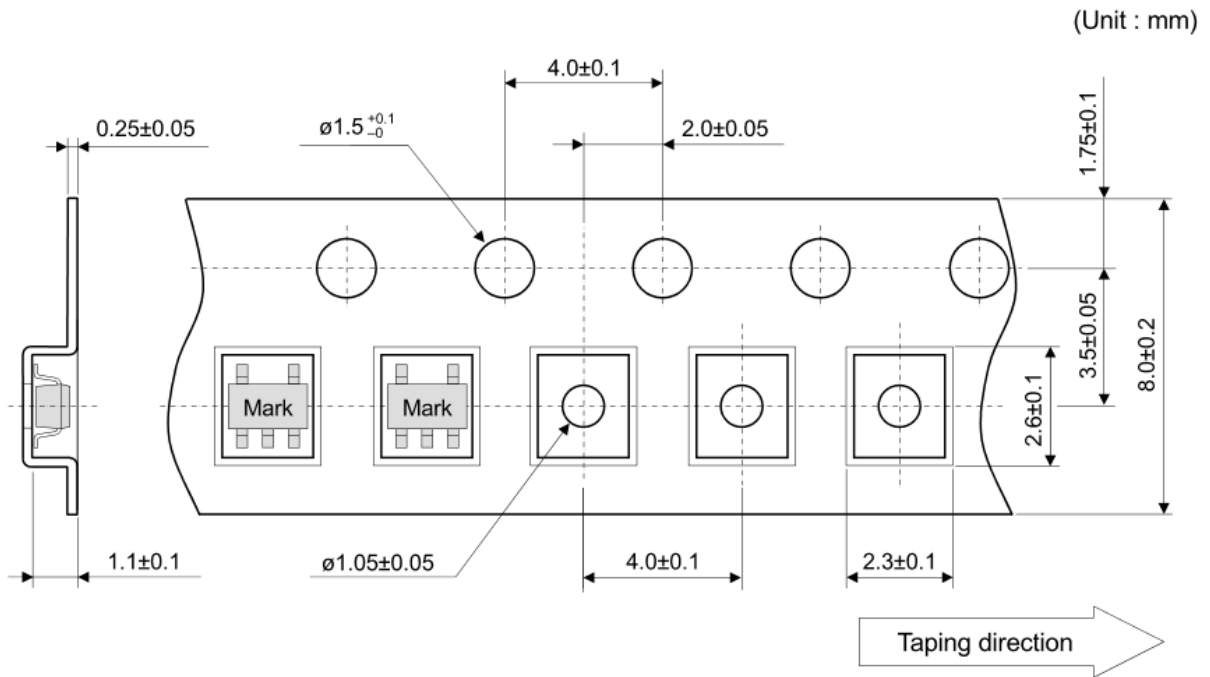 (Unit : mm)
4.0±0.1
0.25±0.05
ø1.5 +0.1 -0
2.0±0.05
1.75±0.1
3.5±0.05
8.0±0.2
2.6±0.1
Mark
Mark
1.1±0.1
ø1.05±0.05
4.0±0.1
2.3±0.1
Taping direction